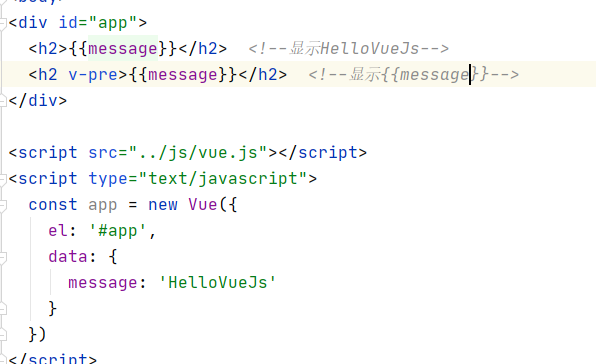 <body>
<div id="app">
<h2>{{message}}</h2> <!--显示HelloVueJs-->
<h2 v-pre>{{message}}</h2> <!--显示{{message}}-->
</div>
<script src="../js/vue.js"></script>
<script type="text/javascript">
const app = new Vue({
el: '#app',
data: {
message: 'HelloVueJs'
}
})
</script>